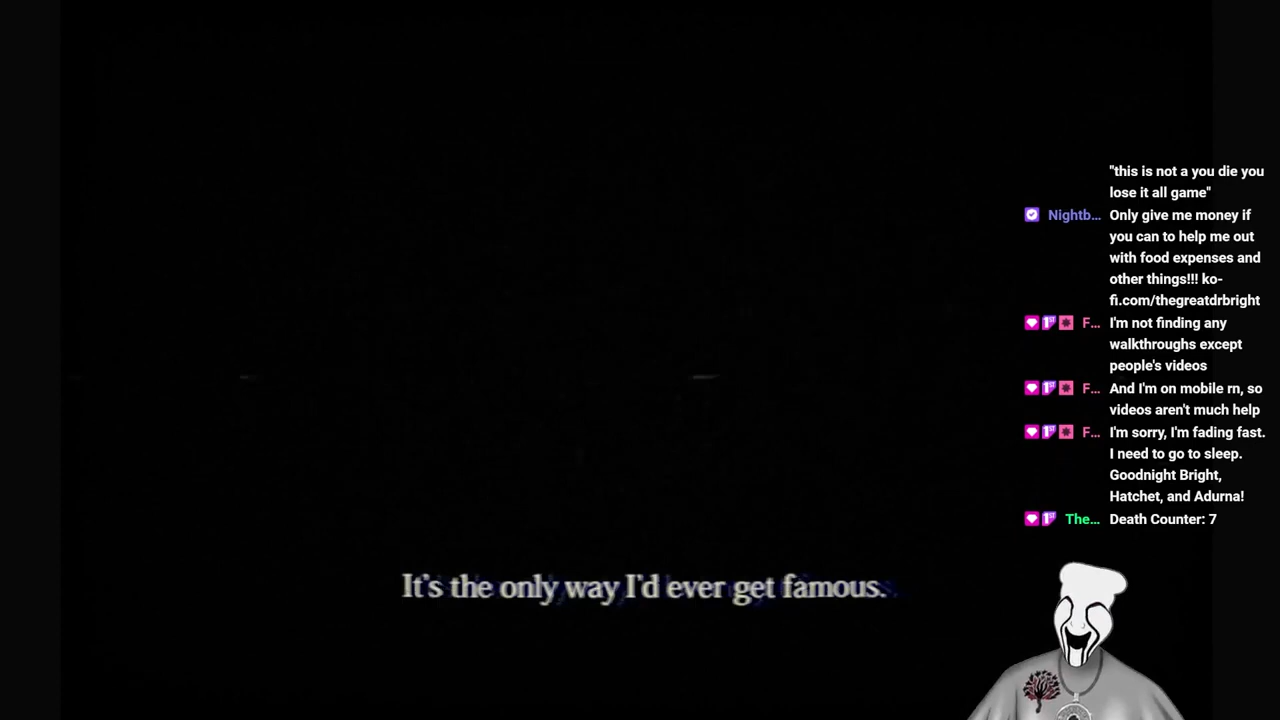 "this is not a you die you
lose it all game"
Nightb... Only give me money if
you can to help me out
with food expenses and
other things!!! ko-
fi.com/thegreatdrbright
F... I'm not finding any
walkthroughs except
people's videos
F... And I'm on mobile rn, so
videos aren't much help
F... I'm sorry, I'm fading fast.
I need to go to sleep.
Goodnight Bright,
Hatchet, and Adurna!
The... Death Counter: 7
It's the only way I'd ever get famous.